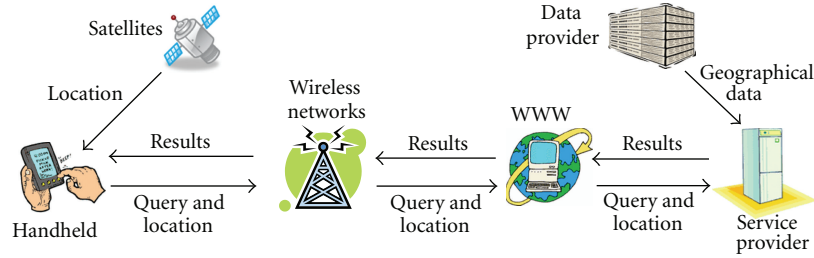 Satellites
Data
provider
Location
Wireless
networks
Geographical
data
WWW
Results
Results
Results
Query and
location
Query and
location
Query and
location
Handheld
Service
provider